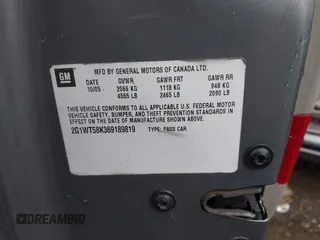 GM
MFD BY GENERAL MOTORS OF CANADA LTD.
DATE GVWR GAWR FRT GAWR RR
10/05 2066 KG 1118 KG 948 KG
4555 LB 2465 LB 2090 LB
THIS VEHICLE CONFORMS TO ALL APPLICABLE U.S. FEDERAL MOTOR
VEHICLE SAFETY, BUMPER, AND THEFT PREVENTION STANDARDS IN
EFFECT ON THE DATE OF MANUFACTURE SHOWN ABOVE.
2G1WT58K369189819 TYPE: PASS CAR
DREAMBID